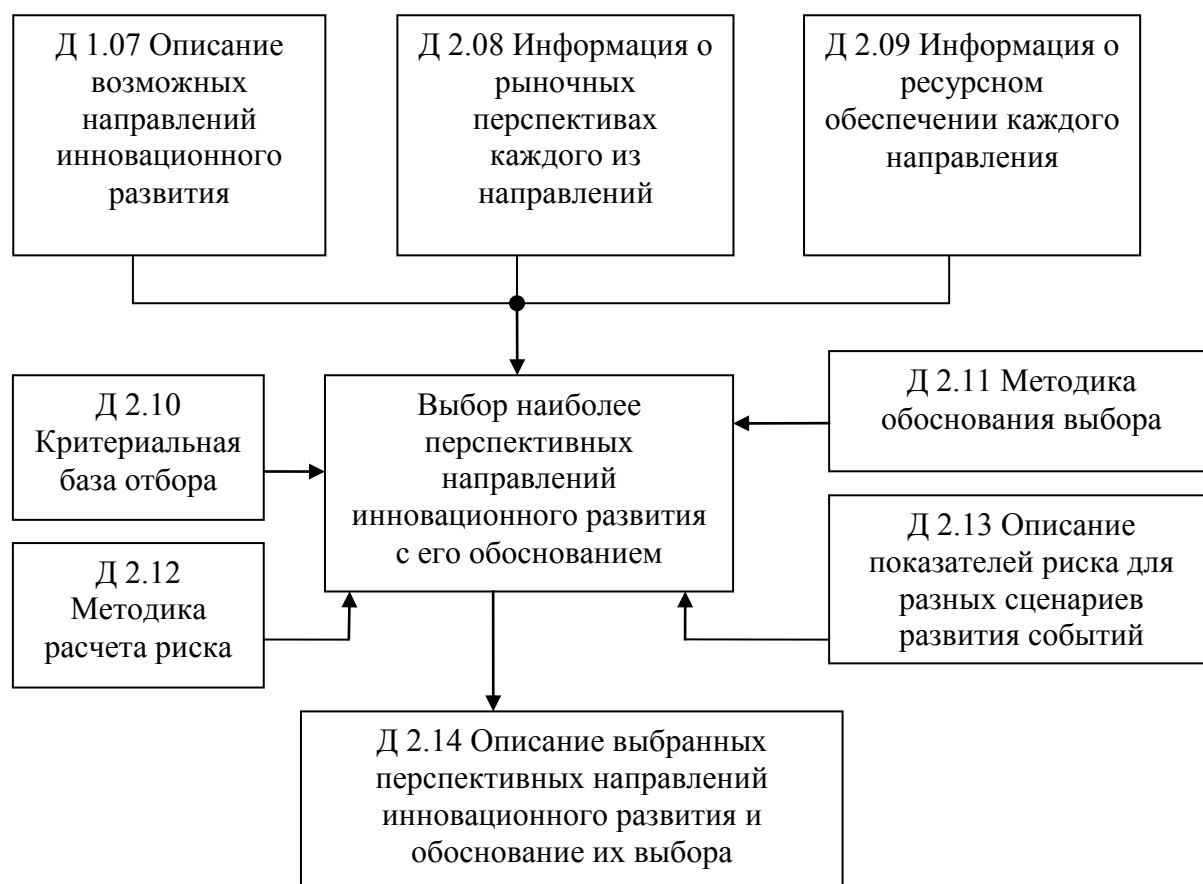 Д 1.07 Описание
возможных
направлений
инновационного
развития
Д 2.08 Информация о
рыночных
перспективах
каждого из
направлений
Д 2.09 Информация о
ресурсном
обеспечении каждого
направления
Д 2.10
Критериальная
база отбора
Выбор наиболее
перспективных
направлений
инновационного развития
с его обоснованием
Д 2.11 Методика
обоснования выбора
Д 2.12
Методика
расчета риска
Д 2.13 Описание
показателей риска для
разных сценариев
развития событий
Д 2.14 Описание выбранных
перспективных направлений
инновационного развития и
обоснование их выбора